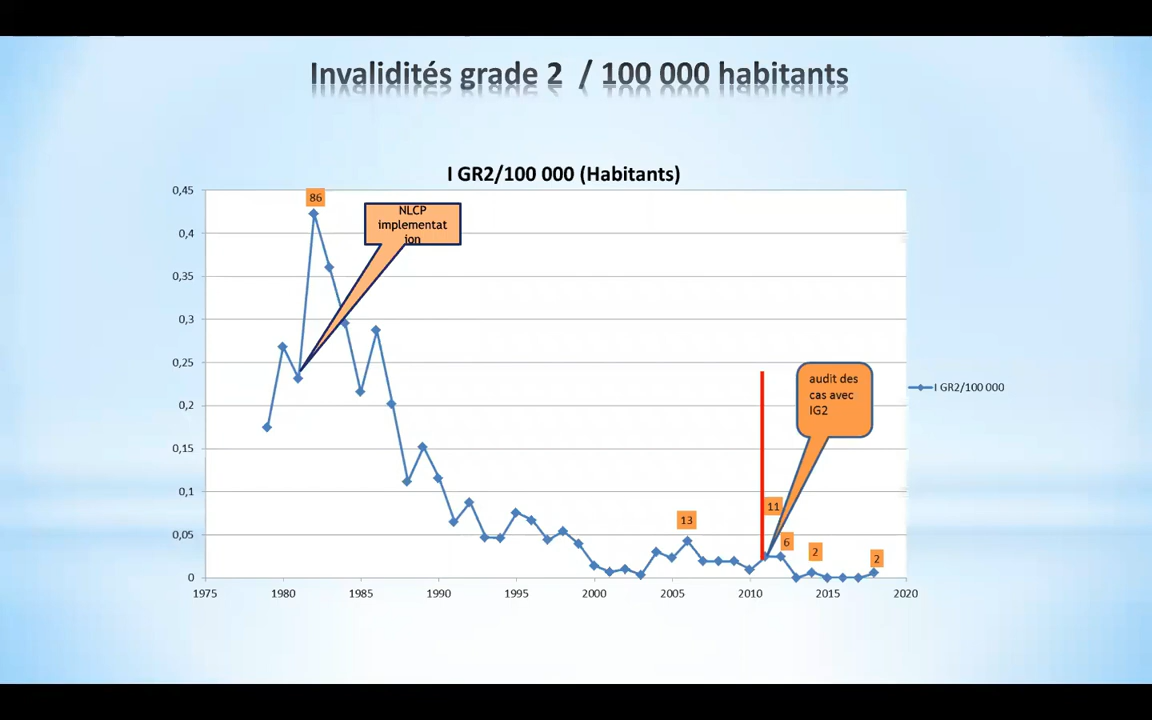 Invalidités grade 2 / 100 000 habitants
I GR2/100 000 (Habitants)
0,45
0,4
0,35
0,3
0,25
0,2
0,15
0,1
0,05
0
86
NLCP
implementat
ion
audit des
cas avec
IG2
13
11
6
2
2
I GR2/100 000
1975
1980
1985
1990
1995
2000
2005
2010
2015
2020